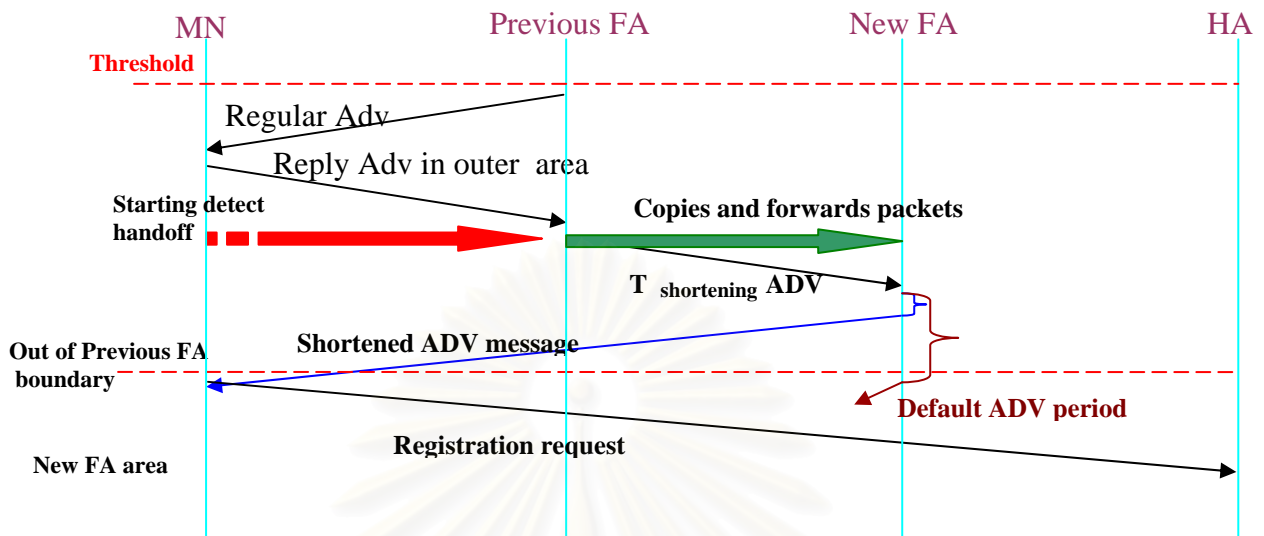 MN
Previous FA
New FA
HA
Threshold
Regular Adv
Reply Adv in outer area
Starting detect
handoff
Copies and forwards packets
T shortening ADV
Shortened ADV message
Out of Previous FA
boundary
Default ADV period
Registration request
New FA area